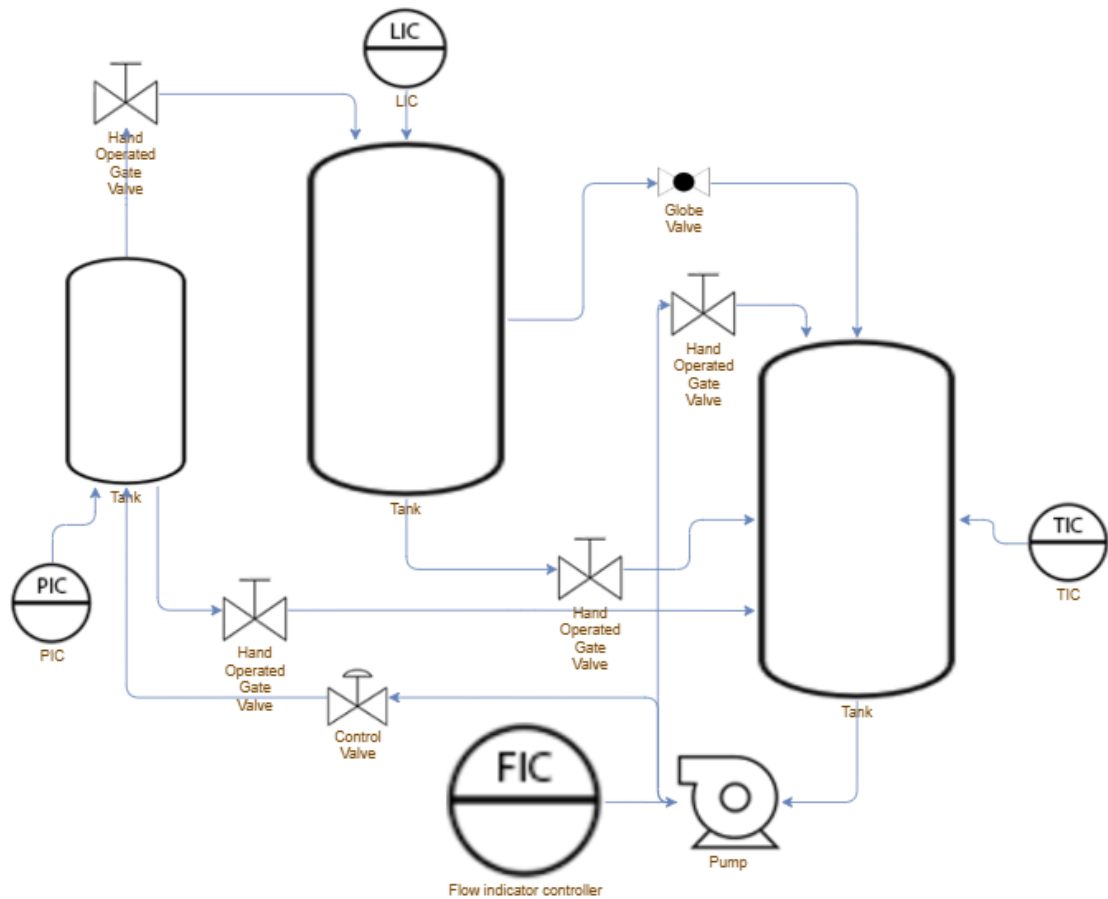 LIC
LIC
Hand
Operated
Gate
Valve
Globe
Valve
Hand
Operated
Gate
Valve
Tank
Tank
TIC
TIC
PIC
PIC
Hand
Operated
Gate
Valve
Hand
Operated
Gate
Valve
Tank
Control
Valve
FIC
Flow indicator controller
Pump